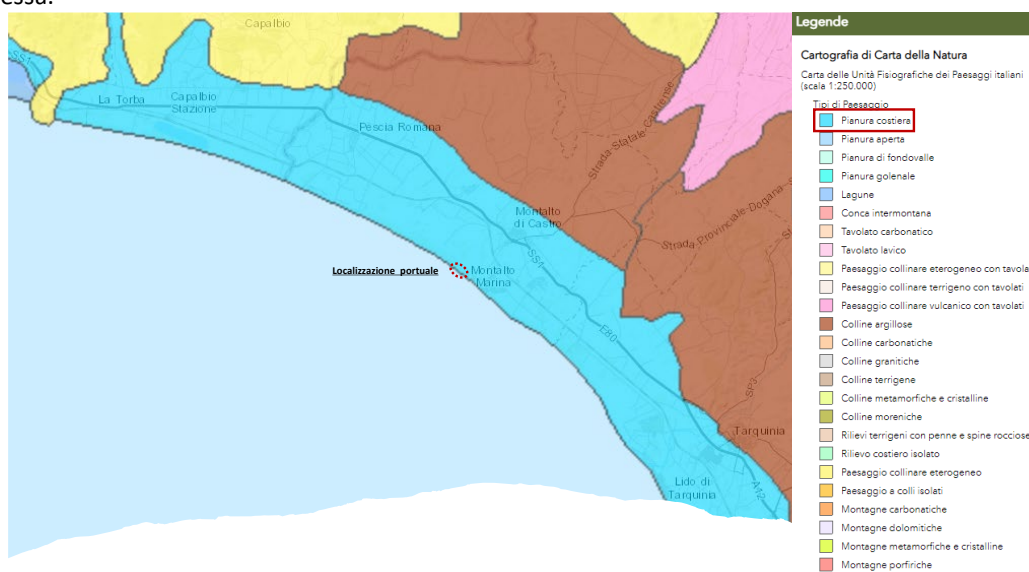 essa.
Capalbio
SS1
La Torba
Capalbio
Stazione
Pescia Romana
Strada Statale Castrense
Montalto
di Castro
Strada Provinciale Dogana
SS1
Localizzazione portuale
Montalto
Marina
E80
SP3
Tarquinia
Lido di
Tarquinia
A12
Legende
Cartografia di Carta della Natura
Carta delle Unità Fisiografiche dei Paesaggi italiani
(scala 1:250.000)
Tipi di Paesaggio
Pianura costiera
Pianura aperta
Pianura di fondovalle
Pianura golenale
Lagune
Conca intermontana
Tavolato carbonatico
Tavolato lavico
Paesaggio collinare eterogeneo con tavola
Paesaggio collinare terrigeno con tavolati
Paesaggio collinare vulcanico con tavolati
Colline argillose
Colline carbonatiche
Colline granitiche
Colline terrigene
Colline metamorfiche e cristalline
Colline moreniche
Rilievi terrigeni con penne e spine rocciose
Rilievo costiero isolato
Paesaggio collinare eterogeneo
Paesaggio a colli isolati
Montagne carbonatiche
Montagne dolomitiche
Montagne metamorfiche e cristalline
Montagne porfiriche